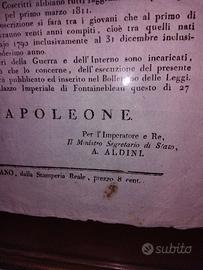 Coscritti abbiano tutti
pel primo marzo 1811.
scrizione si farà tra i giovani che al primo di
ranno venti anni compiti, cioè tra quelli nati
1790 inclusivamente al 31 dicembre inclusi-
desimo anno.
ri della Guerra e dell'Interno sono incaricati,
che lo concerne, dell'esecuzione del presente
à pubblicato ed inserito nel Bollettino delle Leggi.
alazzo Imperiale di Fontainebleau questo di 27
APOLEONE.
Per l'Imperatore e Re,
Il Ministro Segretario di Stato,
A. ALDINI.
ANO, dalla Stamperia Reale, prezzo 8 cent.
subito